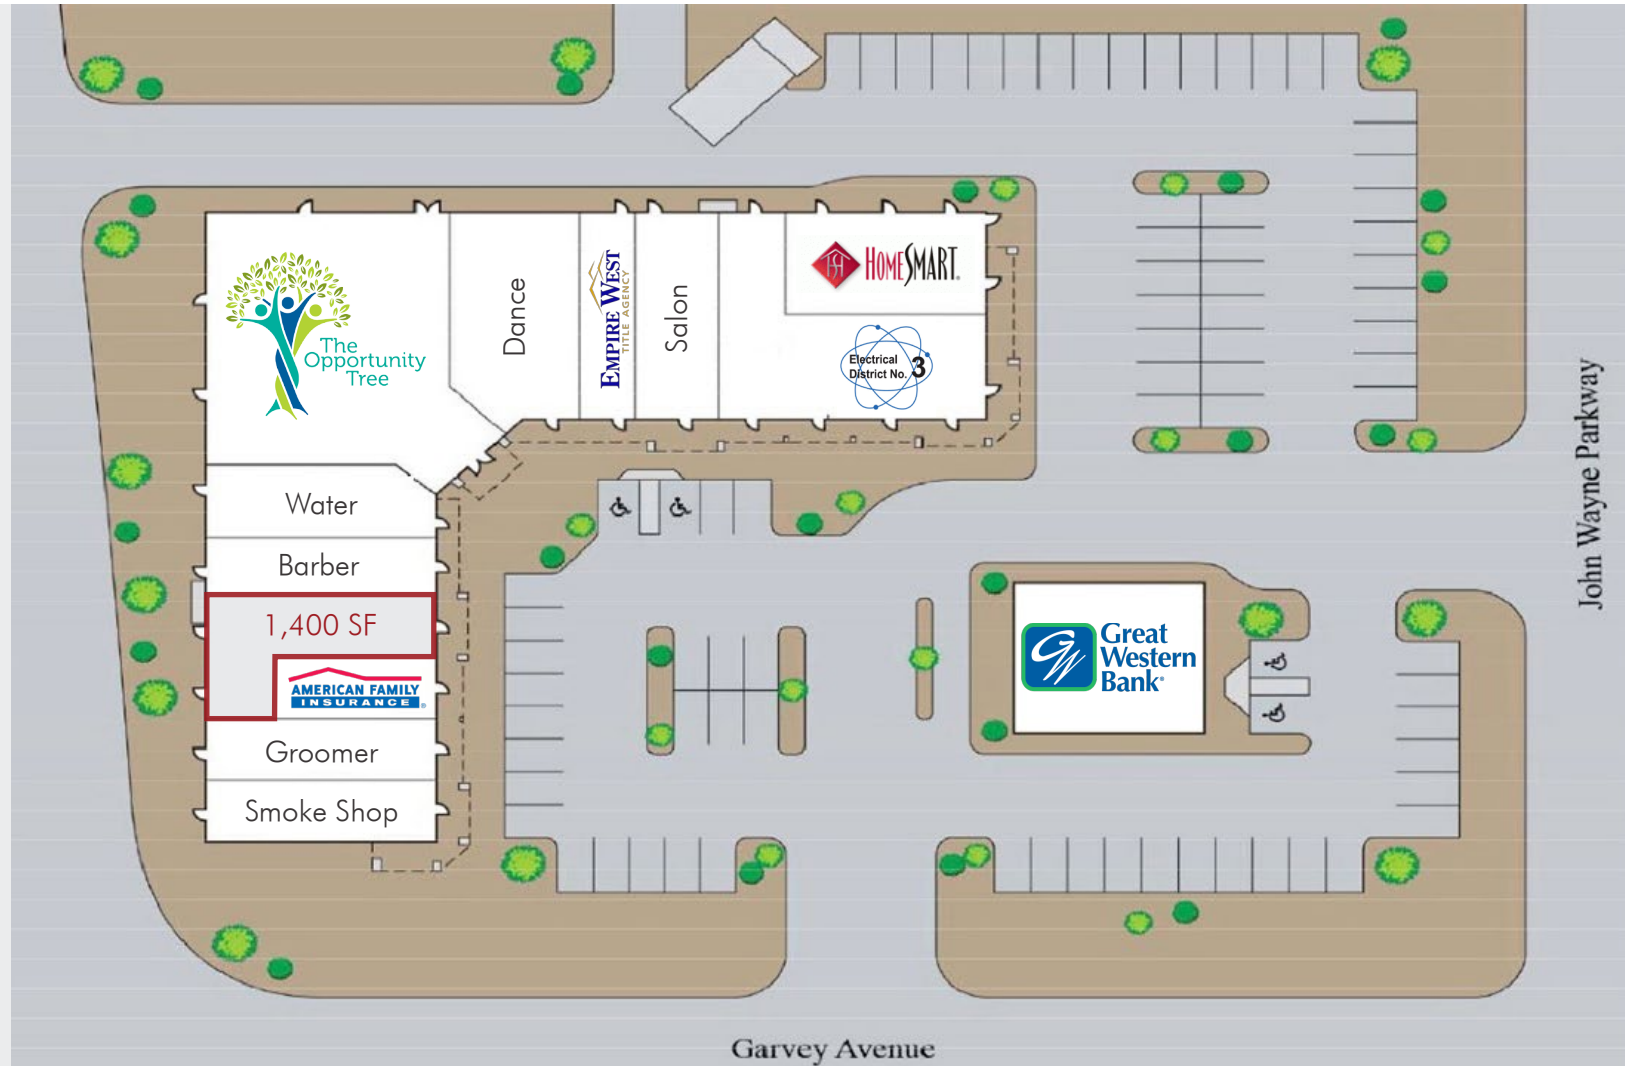 The
Opportunity
Tree
Dance
EMPIRE WEST
TITLE AGENCY
Salon
HOMESMART
Electrical
District No. 3
Water
Barber
1,400 SF
AMERICAN FAMILY
INSURANCE
Groomer
Smoke Shop
Great
Western
Bank
John Wayne Parkway
Garvey Avenue